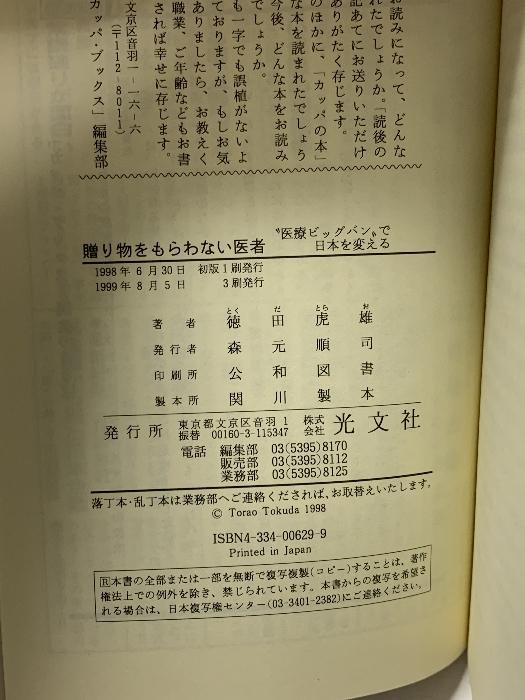 お読みになって、どんな
れたでしょうか。「読後の
記あてにお送りいただけ
ありがたく存じます。
のほかに、「カッパの本」
な本を読まれたでしょう
今後、どんな本をお読み
でしょうか。
も一字でも誤植がないよ
ておりますが、もしお気
ありましたら、お教えく
職業、ご年齢などもお書
されば幸せに存じます。
文京区音羽一-一六-六
(〒112-8011)
カッパ・ブックス」編集部
贈り物をもらわない医者
〝医療ビッグバン〟で
日本を変える
1998年6月30日 初版1刷発行
1999年8月5日 3刷発行
著者 徳田虎雄
とく だ とら お
発行者 森元順司
印刷所 公和図書
製本所 関川製本
発行所 東京都文京区音羽1 株式会社 光文社
振替 00160-3-115347
電話 編集部 03(5395)8170
販売部 03(5395)8112
業務部 03(5395)8125
落丁本・乱丁本は業務部へご連絡くだされば、お取替えいたします。
© Torao Tokuda 1998
ISBN4-334-00629-9
Printed in Japan
Ⓡ本書の全部または一部を無断で複写複製(コピー)することは、著作
権法上での例外を除き、禁じられています。本書からの複写を希望さ
れる場合は、日本複写権センター(03-3401-2382)にご連絡ください。